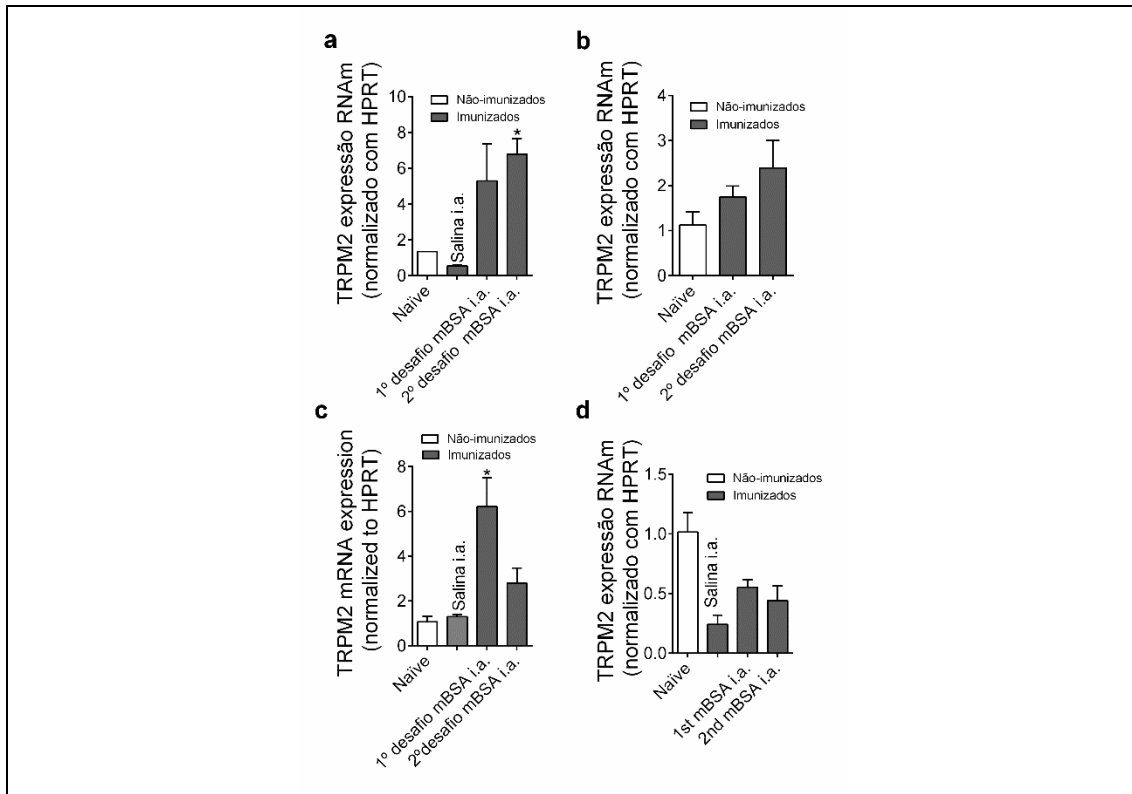 a
TRPM2 expressão RNAm
(normalizado com HPRT)
10
8
6
4
2
0
Não-imunizados
Imunizados
*
Salina i.a.
Naïve
1º desafio mBSA i.a.
2º desafio mBSA i.a.
b
TRPM2 expressão RNAm
(normalizado com HPRT)
4
3
2
1
0
Não-imunizados
Imunizados
Naïve
1º desafio mBSA i.a.
2º desafio mBSA i.a.
c
TRPM2 mRNA expression
(normalized to HPRT)
8
6
4
2
0
Não-imunizados
Imunizados
*
Salina i.a.
Naïve
1º desafio mBSA i.a.
2ºdesafio mBSA i.a.
d
TRPM2 expressão RNAm
(normalizado com HPRT)
1.5
1.0
0.5
0.0
Não-imunizados
Imunizados
Salina i.a.
Naïve
1st mBSA i.a.
2nd mBSA i.a.